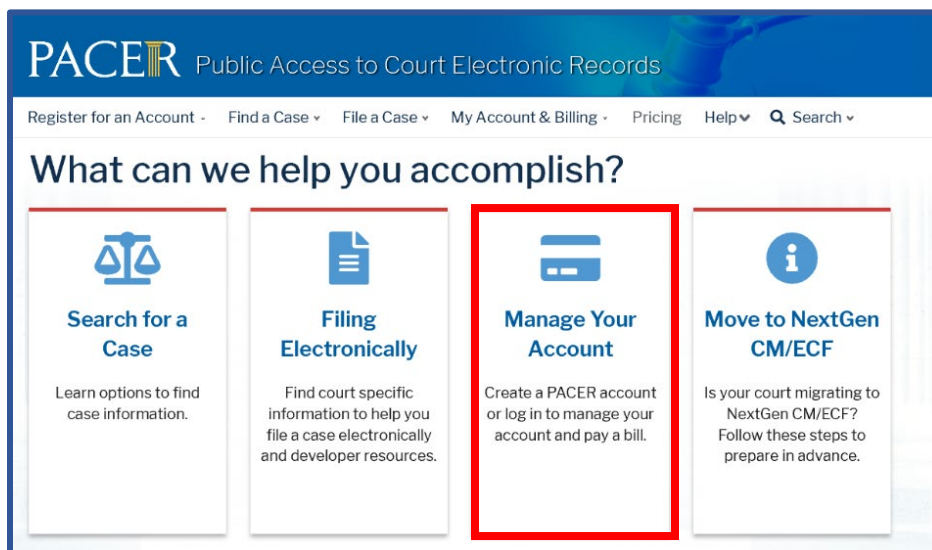 PACER Public Access to Court Electronic Records
Register for an Account Find a Case File a Case My Account & Billing Pricing Help Search
What can we help you accomplish?
Search for a
Case
Learn options to find
case information.
Filing
Electronically
Find court specific
information to help you
file a case electronically
and developer resources.
Manage Your
Account
Create a PACER account
or log in to manage your
account and pay a bill.
Move to NextGen
CM/ECF
Is your court migrating to
NextGen CM/ECF?
Follow these steps to
prepare in advance.